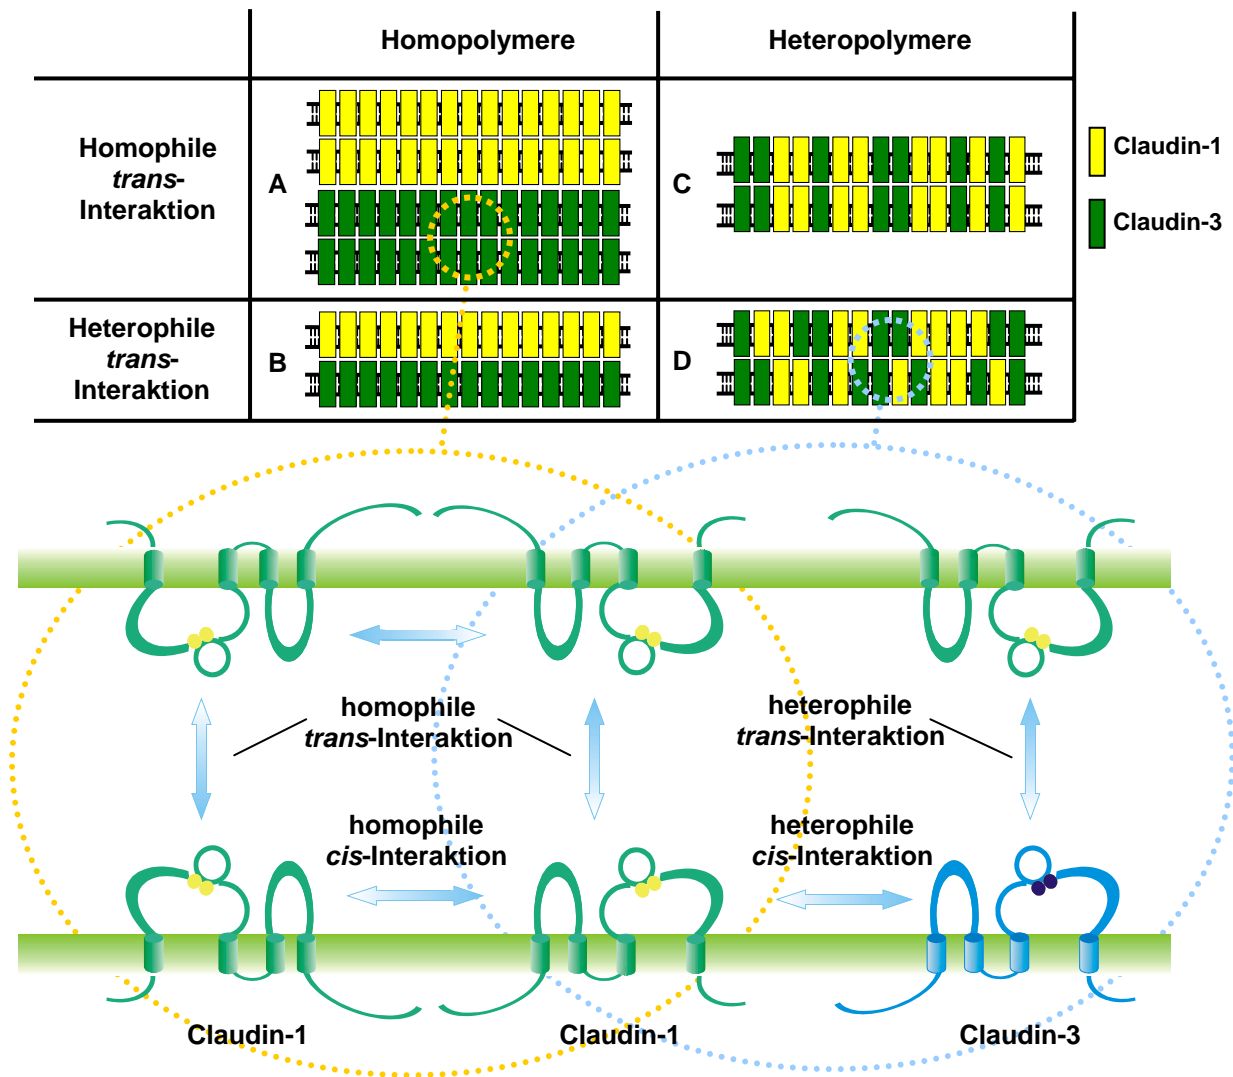 Homopolymere
Heteropolymere
Homophile
trans-
Interaktion
A
C
Claudin-1
Claudin-3
Heterophile
trans-
Interaktion
B
D
homophile
trans-Interaktion
heterophile
trans-Interaktion
homophile
cis-Interaktion
heterophile
cis-Interaktion
Claudin-1
Claudin-1
Claudin-3